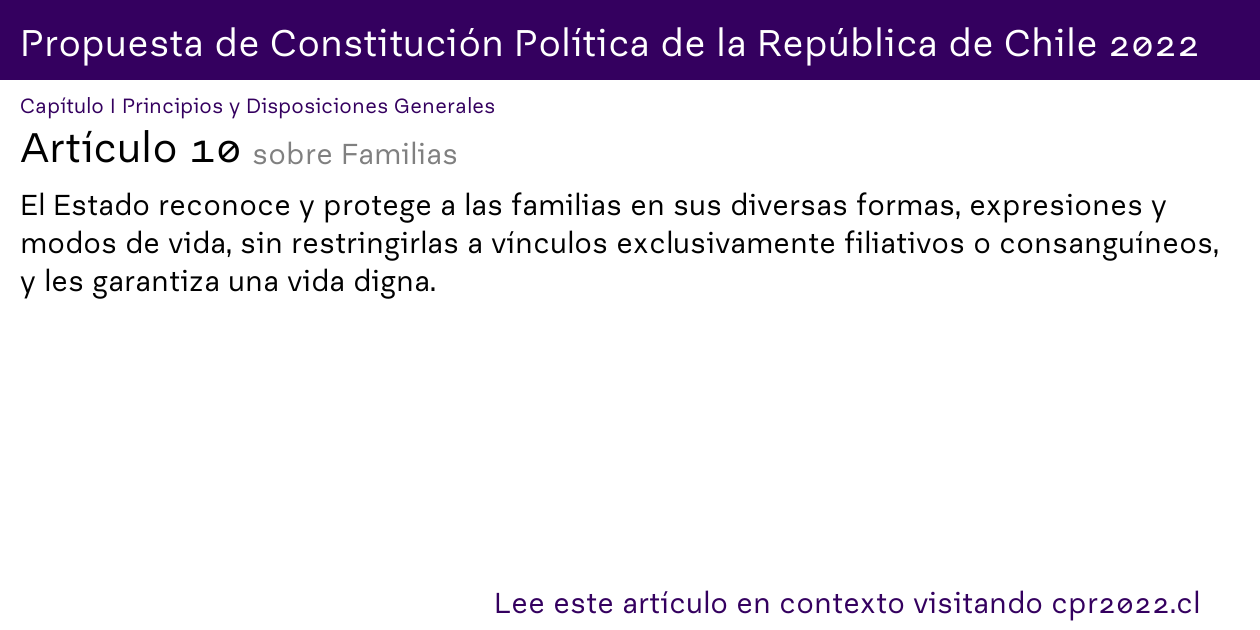 Propuesta de Constitución Política de la República de Chile 2022
Capítulo I Principios y Disposiciones Generales
Artículo 10 sobre Familias
El Estado reconoce y protege a las familias en sus diversas formas, expresiones y
modos de vida, sin restringirlas a vínculos exclusivamente filiativos o consanguíneos,
y les garantiza una vida digna.
Lee este artículo en contexto visitando cpr2022.cl